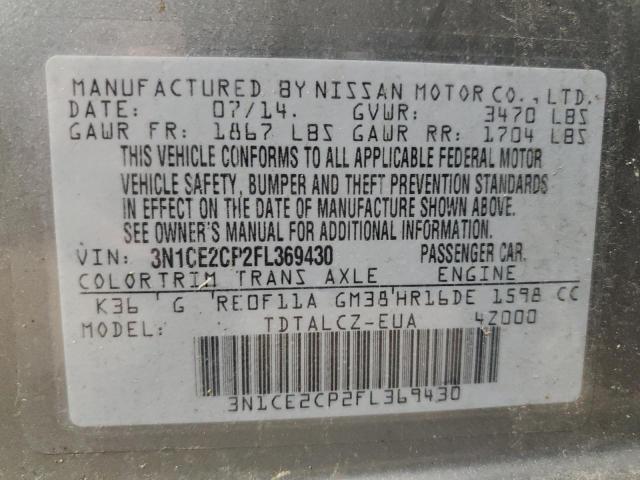 MANUFACTURED BY NISSAN MOTOR CO., LTD.
DATE: 07/14. GVWR: 3470 LBS
GAWR FR: 1867 LBS GAWR RR: 1704 LBS
THIS VEHICLE CONFORMS TO ALL APPLICABLE FEDERAL MOTOR
VEHICLE SAFETY, BUMPER AND THEFT PREVENTION STANDARDS
IN EFFECT ON THE DATE OF MANUFACTURE SHOWN ABOVE.
SEE OWNER'S MANUAL FOR ADDITIONAL INFORMATION.
VIN: 3N1CE2CP2FL369430 PASSENGER CAR.
COLOR TRIM TRANS AXLE ENGINE
K36 G RE0F11A GM38 HR16DE 1598 CC
MODEL: TDTALCZ-EUA 4Z000
3N1CE2CP2FL369430